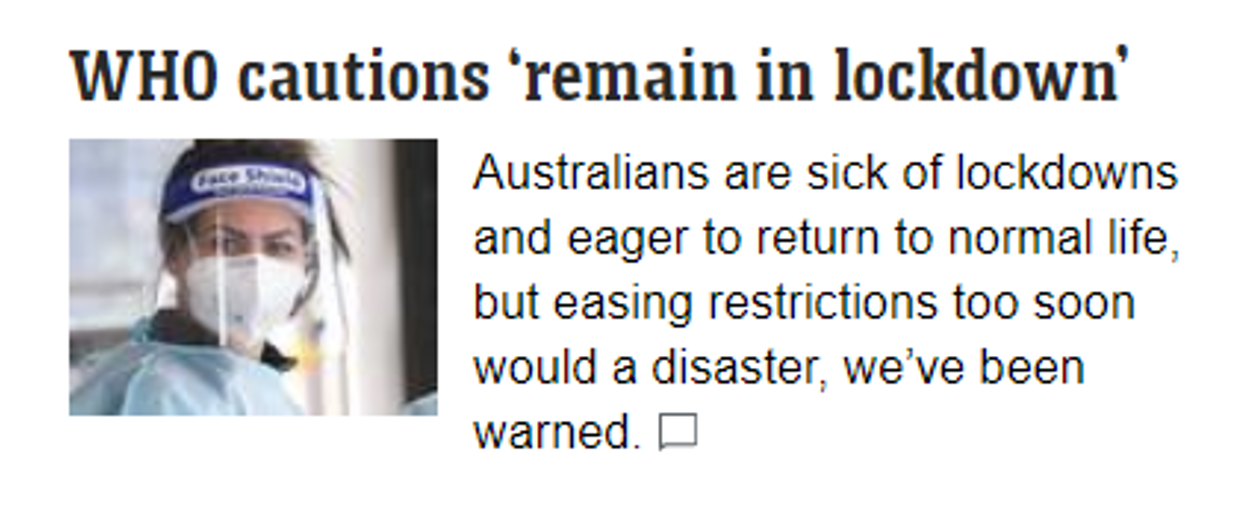 WHO cautions ‘remain in lockdown’
Face Shield
Australians are sick of lockdowns
and eager to return to normal life,
but easing restrictions too soon
would a disaster, we’ve been
warned.